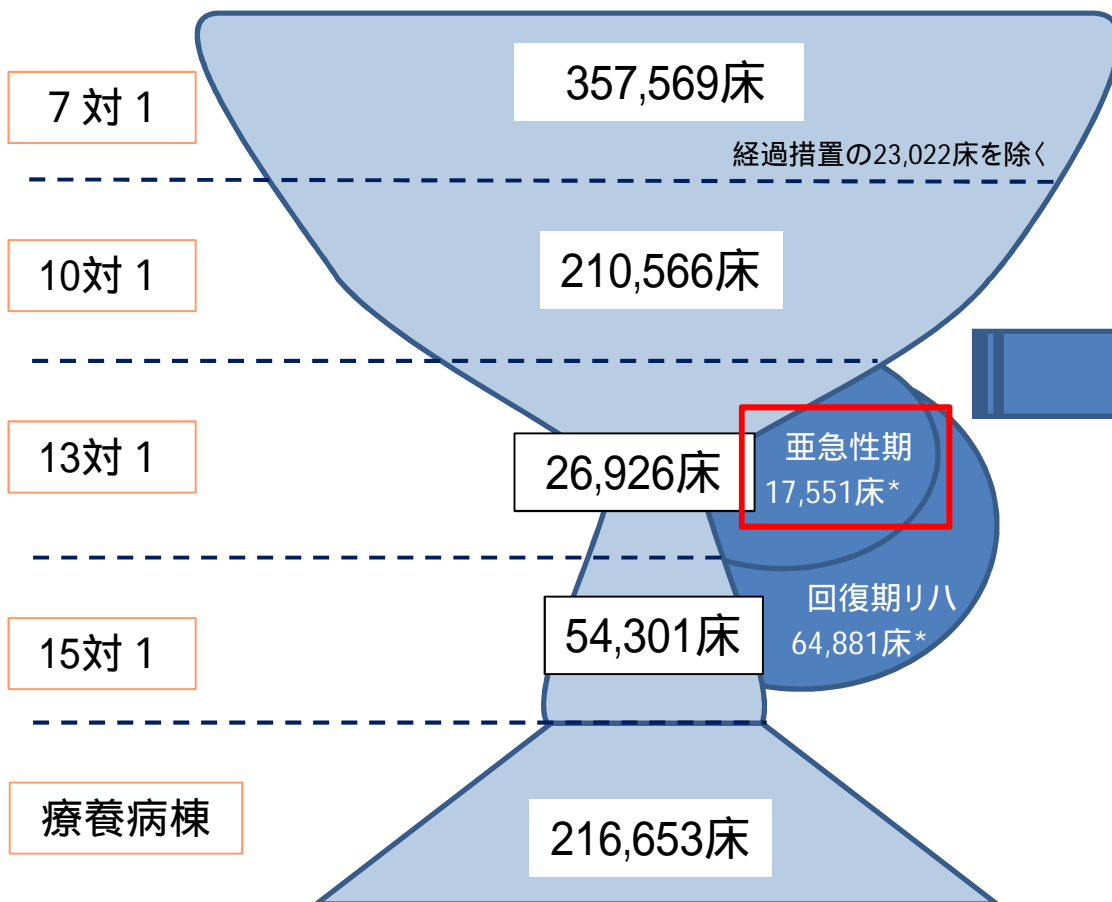 7対1
357,569床
経過措置の23,022床を除く
10対1
210,566床
13対1
26,926床
亜急性期
17,551床*
15対1
54,301床
回復期リハ
64,881床*
療養病棟
216,653床